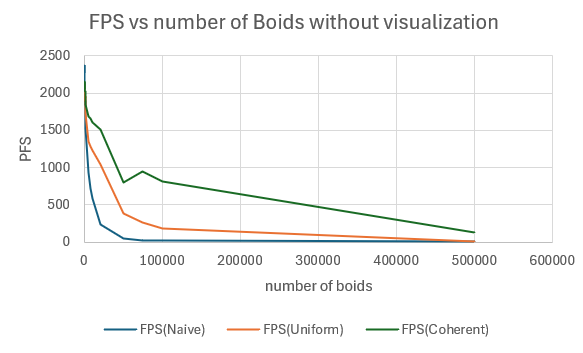 FPS vs number of Boids without visualization
2500
2000
1500
1000
500
0
PFS
0 100000 200000 300000 400000 500000 600000
number of boids
FPS(Naive) FPS(Uniform) FPS(Coherent)